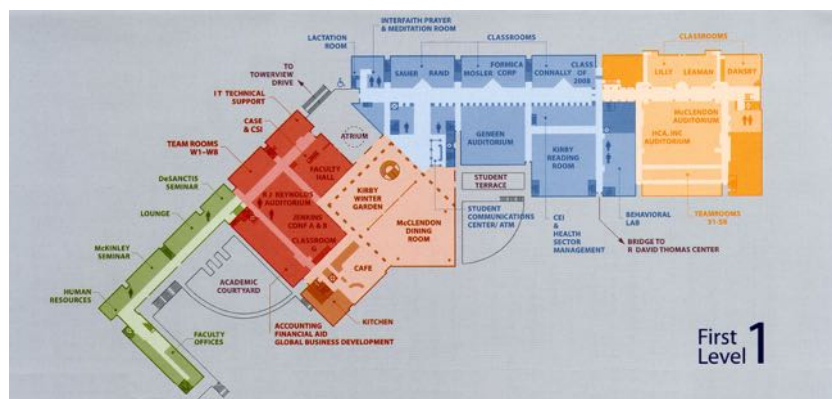 INTERFAITH PRAYER
& MEDITATION ROOM
LACTATION
ROOM
CLASSROOMS
CLASSROOMS
TO
TOWERVIEW
DRIVE
SAUER
RAND
MOSLER
FORMICA
CORP
CONNALLY
CLASS
OF
2008
LILLY
LEAMAN
DANSBY
IT TECHNICAL
SUPPORT
CASE
& CSI
ATRIUM
TEAM ROOMS
W1-W8
FACULTY
HALL
GENEEN
AUDITORIUM
KIRBY
READING
ROOM
McCLENDON
AUDITORIUM
HCA, INC
AUDITORIUM
DeSANCTIS
SEMINAR
R J REYNOLDS
AUDITORIUM
KIRBY
WINTER
GARDEN
STUDENT
TERRACE
LOUNGE
JENKINS
CONF A & B
McCLENDON
DINING
ROOM
STUDENT
COMMUNICATIONS
CENTER/ ATM
CEI
&
HEALTH
SECTOR
MANAGEMENT
BEHAVIORAL
LAB
TEAMROOMS
McKINLEY
SEMINAR
CLASSROOM
G
BRIDGE TO
R DAVID THOMAS CENTER
ACADEMIC
COURTYARD
CAFE
HUMAN
RESOURCES
KITCHEN
FACULTY
OFFICES
ACCOUNTING
FINANCIAL AID
GLOBAL BUSINESS DEVELOPMENT
First
Level 1